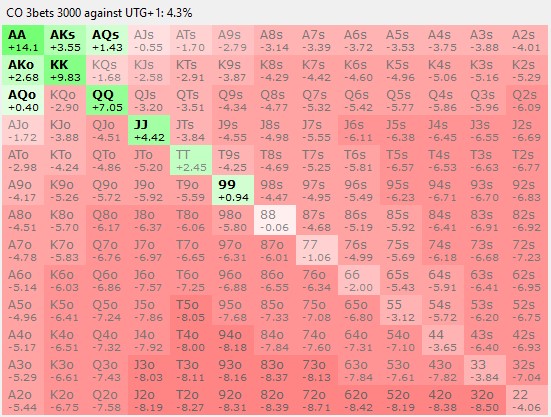 CO 3bets 3000 against UTG+1: 4.3%
AA AKs AQs AJs ATs A9s A8s A7s A6s A5s A4s A3s A2s
+14.1 +3.55 +1.43 -0.55 -1.70 -2.79 -3.14 -3.39 -3.72 -3.53 -3.75 -3.88 -4.01
AKo KK KQs KJs KTs K9s K8s K7s K6s K5s K4s K3s K2s
+2.68 +9.83 -1.68 -2.58 -2.91 -3.87 -4.29 -4.42 -4.60 -4.96 -5.06 -5.16 -5.29
AQo KQo QQ QJs QTs Q9s Q8s Q7s Q6s Q5s Q4s Q3s Q2s
+0.40 -2.90 +7.05 -3.20 -3.51 -4.34 -4.77 -5.32 -5.42 -5.77 -5.86 -5.96 -6.09
AJo KJo QJo JJ JTs J9s J8s J7s J6s J5s J4s J3s J2s
-1.72 -3.88 -4.51 +4.42 -3.84 -4.55 -4.98 -5.55 -6.11 -6.38 -6.45 -6.55 -6.69
ATo KTo QTo JTo TT T9s T8s T7s T6s T5s T4s T3s T2s
-2.98 -4.24 -4.86 -5.20 +2.45 -4.25 -4.69 -5.25 -5.81 -6.57 -6.53 -6.63 -6.77
A9o K9o Q9o J9o T9o 99 98s 97s 96s 95s 94s 93s 92s
-4.17 -5.26 -5.72 -5.92 -5.59 +0.94 -4.47 -4.95 -5.49 -6.23 -6.71 -6.70 -6.83
A8o K8o Q8o J8o T8o 98o 88 87s 86s 85s 84s 83s 82s
-4.51 -5.70 -6.17 -6.37 -6.06 -5.80 -0.06 -4.68 -5.19 -5.92 -6.41 -6.91 -6.92
A7o K7o Q7o J7o T7o 97o 87o 77 76s 75s 74s 73s 72s
-4.78 -5.83 -6.76 -6.97 -6.65 -6.31 -6.01 -1.06 -4.99 -5.69 -6.18 -6.68 -7.23
A6o K6o Q6o J6o T6o 96o 86o 76o 66 65s 64s 63s 62s
-5.14 -6.03 -6.86 -7.57 -7.25 -6.88 -6.55 -6.34 -2.00 -5.43 -5.91 -6.41 -6.95
A5o K5o Q5o J5o T5o 95o 85o 75o 65o 55 54s 53s 52s
-4.96 -6.41 -7.24 -7.86 -8.05 -7.68 -7.33 -7.08 -6.80 -3.12 -5.72 -6.20 -6.75
A4o K4o Q4o J4o T4o 94o 84o 74o 64o 54o 44 43s 42s
-5.17 -6.51 -7.32 -7.92 -8.00 -8.18 -7.84 -7.60 -7.31 -7.10 -3.65 -6.40 -6.93
A3o K3o Q3o J3o T3o 93o 83o 73o 63o 53o 43o 33 32s
-5.29 -6.61 -7.43 -8.03 -8.11 -8.16 -8.37 -8.13 -7.84 -7.61 -7.82 -3.84 -7.04
A2o K2o Q2o J2o T2o 92o 82o 72o 62o 52o 42o 32o 22
-5.44 -6.75 -7.58 -8.19 -8.27 -8.31 -8.39 -8.71 -8.42 -8.19 -8.38 -8.50 -4.06